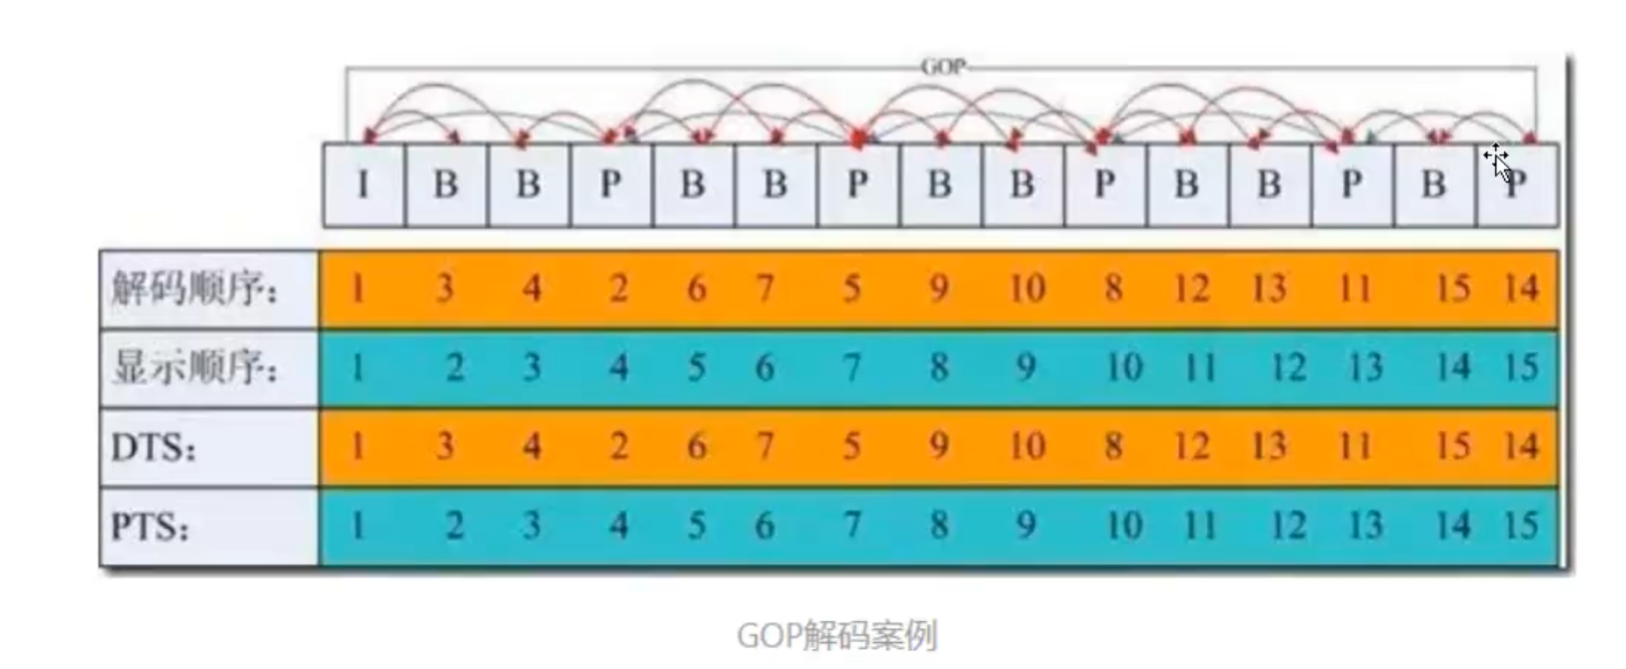 GOP
I B B P B B P B B P B B P B P
解码顺序: 1 3 4 2 6 7 5 9 10 8 12 13 11 15 14
显示顺序: 1 2 3 4 5 6 7 8 9 10 11 12 13 14 15
DTS: 1 3 4 2 6 7 5 9 10 8 12 13 11 15 14
PTS: 1 2 3 4 5 6 7 8 9 10 11 12 13 14 15
GOP解码案例